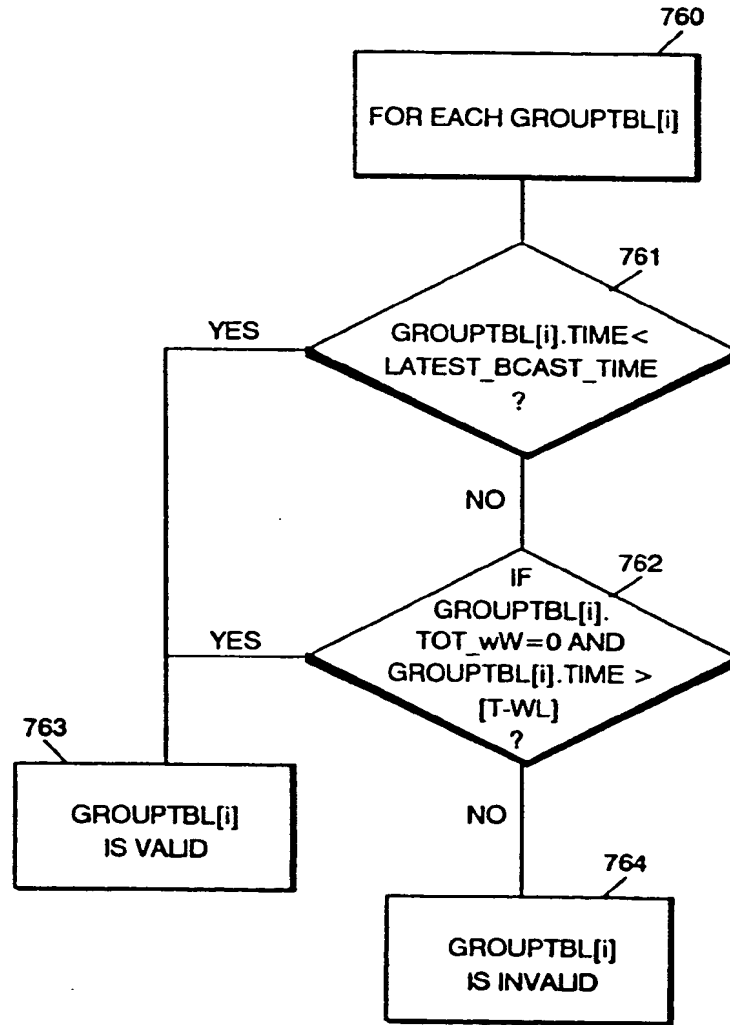 760
FOR EACH GROUPTBL[i]
761
YES
GROUPTBL[i].TIME<
LATEST_BCAST_TIME
?
NO
762
IF
GROUPTBL[i].
TOT_wW=0 AND
GROUPTBL[i].TIME >
[T-WL]
?
YES
763
GROUPTBL[i]
IS VALID
NO
764
GROUPTBL[i]
IS INVALID